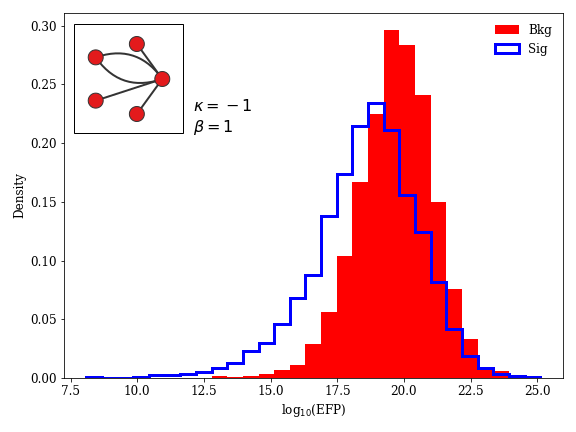 0.30
0.25
0.20
0.15
0.10
0.05
0.00
Density
κ = −1
β = 1
Bkg
Sig
7.5 10.0 12.5 15.0 17.5 20.0 22.5 25.0
log₁₀(EFP)